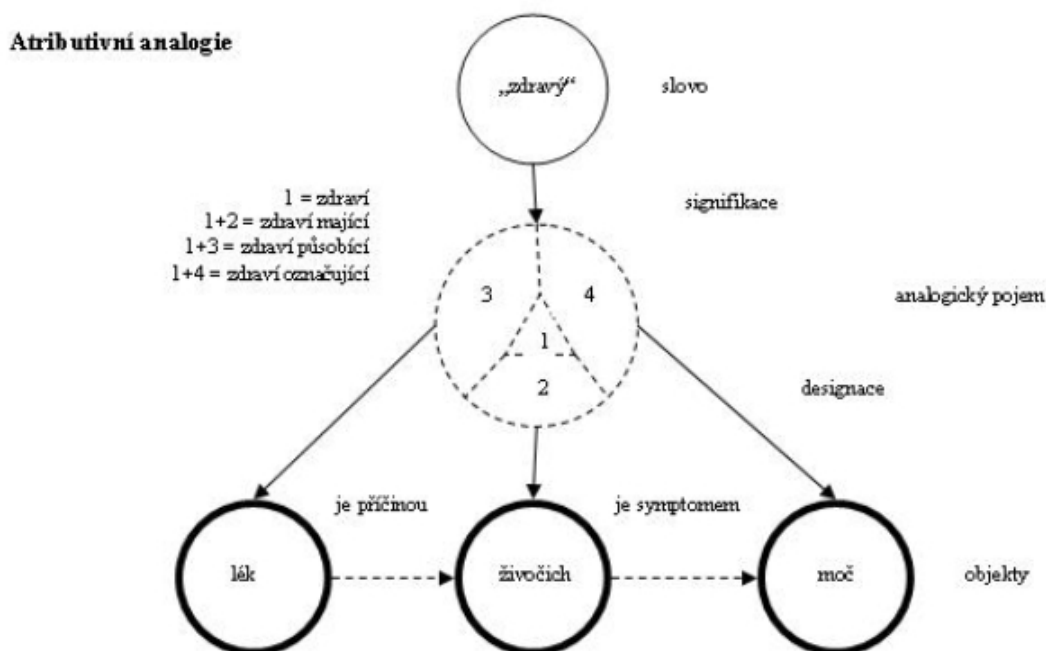 Atributivní analogie
„zdravý“
slovo
1 = zdraví
1+2 = zdraví mající
1+3 = zdraví působící
1+4 = zdraví označující
signifikace
3
4
analogický pojem
1
2
designace
je příčinou
je symptomem
lék
živočich
moč
objekty